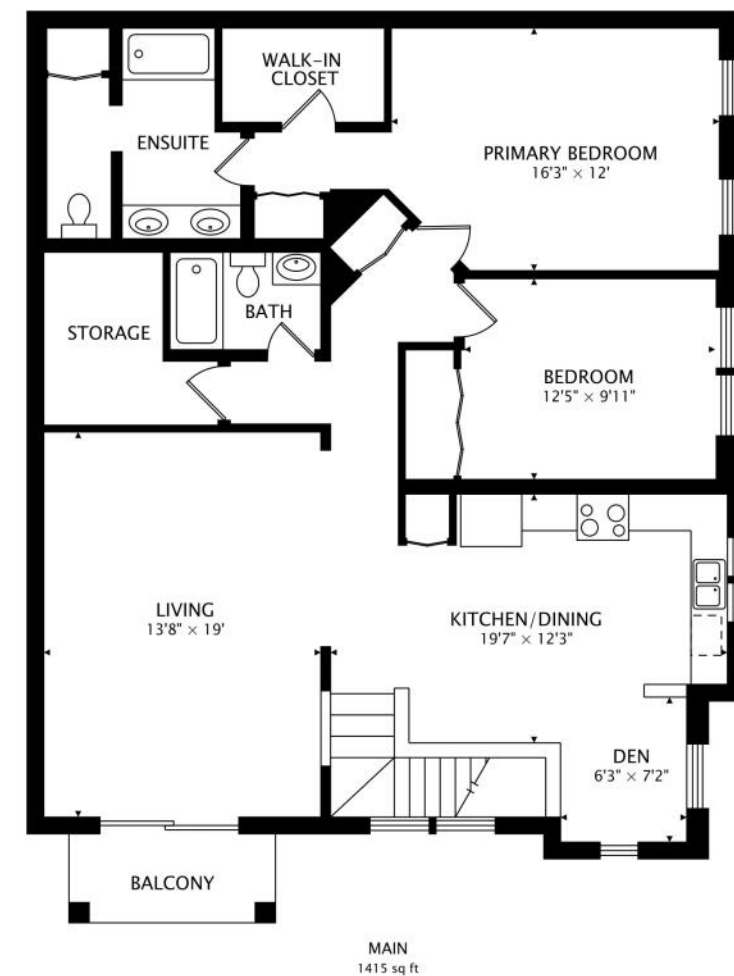 WALK-IN
CLOSET
ENSUITE
PRIMARY BEDROOM
16'3" × 12'
BATH
STORAGE
BEDROOM
12'5" × 9'11"
LIVING
13'8" × 19'
KITCHEN/DINING
19'7" × 12'3"
DEN
6'3" × 7'2"
BALCONY
MAIN
1415 sq ft